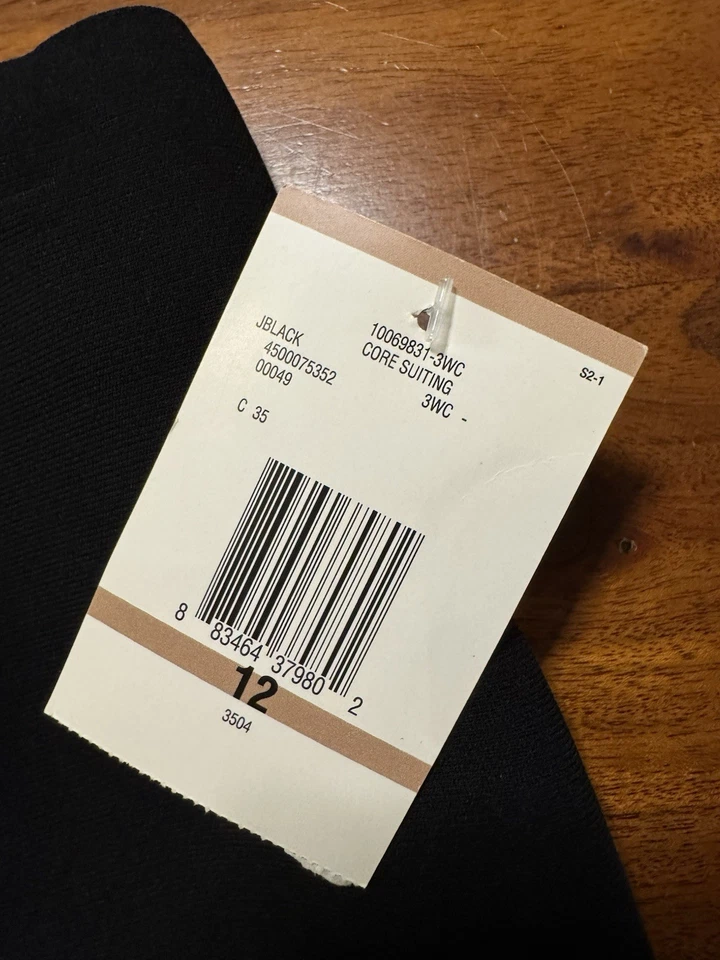 JBLACK
4500075352
00049
C 35
10069831-3WC
CORE SUITING
3WC -
S2-1
8 83464 37980 2
12
3504